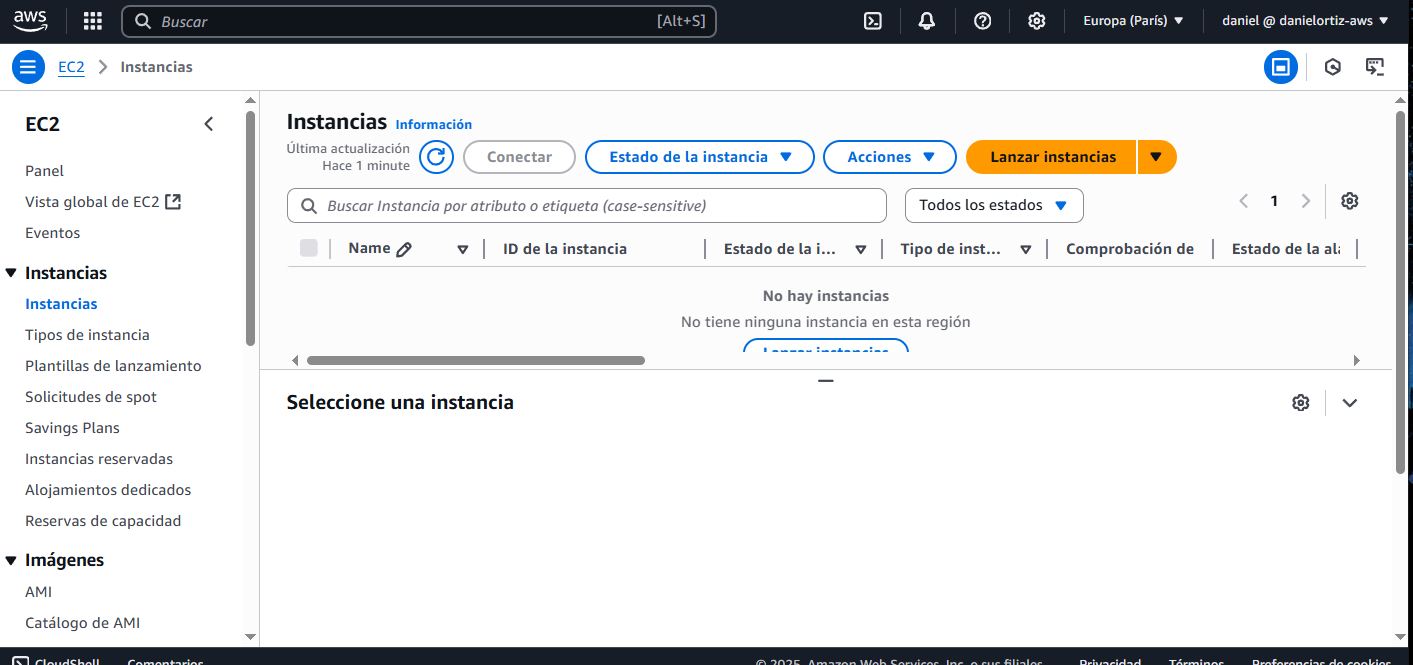 aws
Buscar [Alt+S]
Europa (París) daniel @ danielortiz-aws
EC2 Instancias
EC2
Panel
Vista global de EC2
Eventos
Instancias
Instancias
Tipos de instancia
Plantillas de lanzamiento
Solicitudes de spot
Savings Plans
Instancias reservadas
Alojamientos dedicados
Reservas de capacidad
Imágenes
AMI
Catálogo de AMI
Instancias Información
Última actualización
Hace 1 minute
Conectar Estado de la instancia Acciones Lanzar instancias
Buscar Instancia por atributo o etiqueta (case-sensitive) Todos los estados 1
Name ID de la instancia Estado de la i... Tipo de inst... Comprobación de Estado de la ala
No hay instancias
No tiene ninguna instancia en esta región
Lanzar instancias
Seleccione una instancia
CloudShell Comentarios © 2025, Amazon Web Services, Inc. o sus filiales. Privacidad Términos Preferencias de cookies